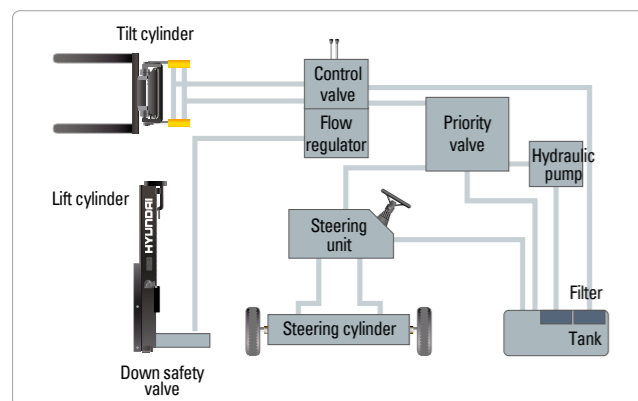 Tilt cylinder
Control
valve
Flow
regulator
Priority
valve
Hydraulic
pump
Lift cylinder
HYUNDAI
Steering
unit
Filter
Steering cylinder
Tank
Down safety
valve